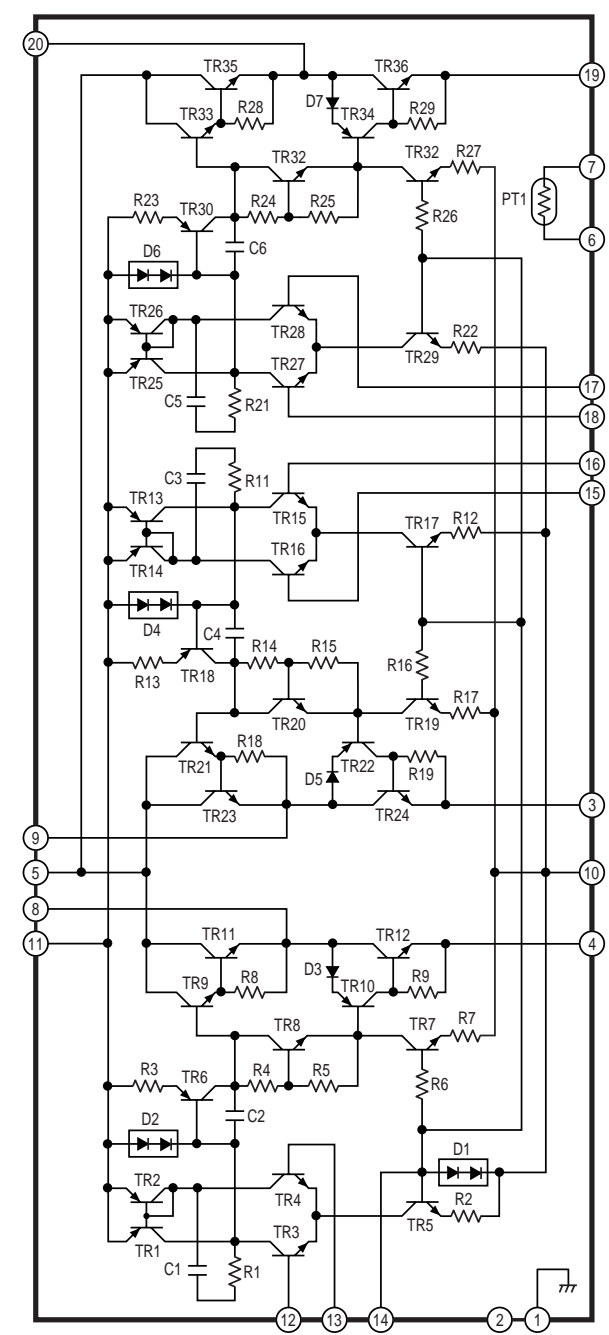 20
TR35
TR36
19
D7
TR33
R28
TR34
R29
7
TR32
TR32
R27
PT1
R23
TR30
R24
R25
R26
6
D6
C6
TR26
TR28
R22
TR29
TR25
TR27
17
C5
R21
18
C3
R11
16
15
TR13
TR15
TR17
R12
TR16
TR14
D4
C4
R14
R15
R16
R13
TR18
R17
TR20
TR19
R18
TR21
D5
TR22
R19
TR23
TR24
3
9
5
10
8
TR11
TR12
11
4
D3
TR9
R8
TR10
R9
TR8
TR7
R7
R3
TR6
R4
R5
R6
D2
C2
D1
TR2
TR4
R2
TR3
TR5
TR1
C1
R1
12
13
14
2
1